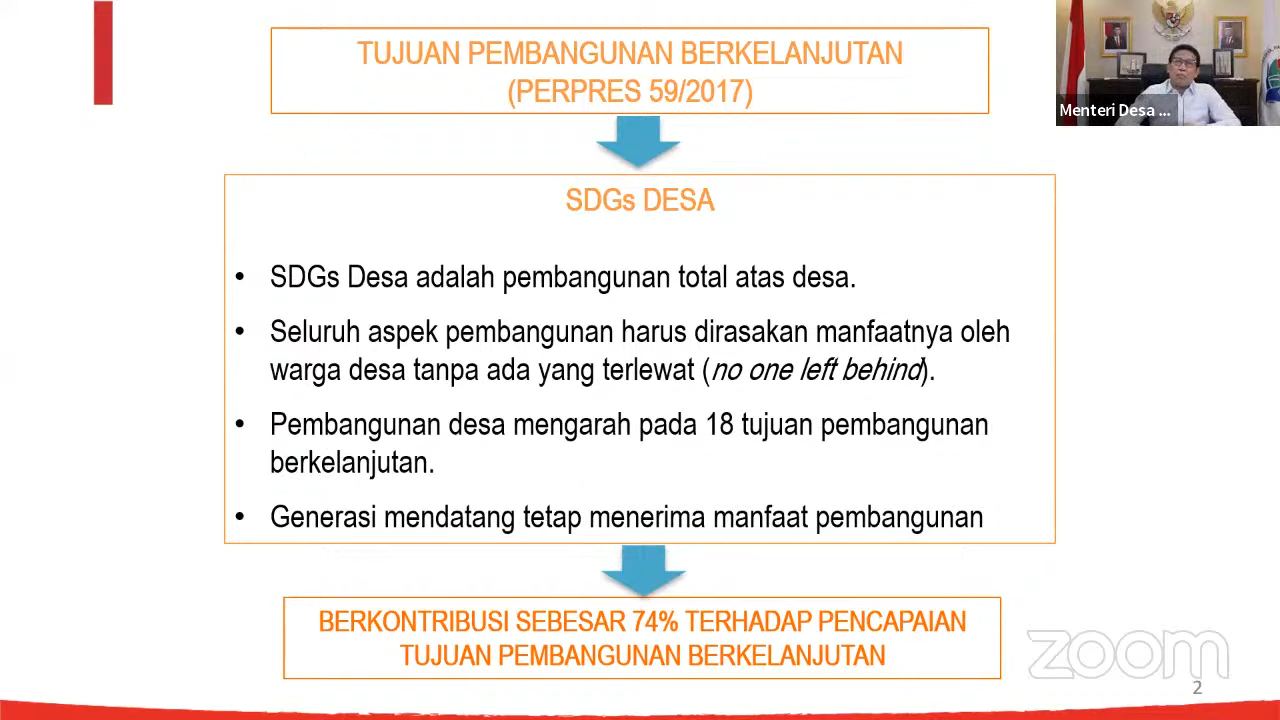 TUJUAN PEMBANGUNAN BERKELANJUTAN
(PERPRES 59/2017)
Menteri Desa ...
SDGs DESA
• SDGs Desa adalah pembangunan total atas desa.
• Seluruh aspek pembangunan harus dirasakan manfaatnya oleh
warga desa tanpa ada yang terlewat (no one left behind).
• Pembangunan desa mengarah pada 18 tujuan pembangunan
berkelanjutan.
• Generasi mendatang tetap menerima manfaat pembangunan
BERKONTRIBUSI SEBESAR 74% TERHADAP PENCAPAIAN
TUJUAN PEMBANGUNAN BERKELANJUTAN
zoom
2